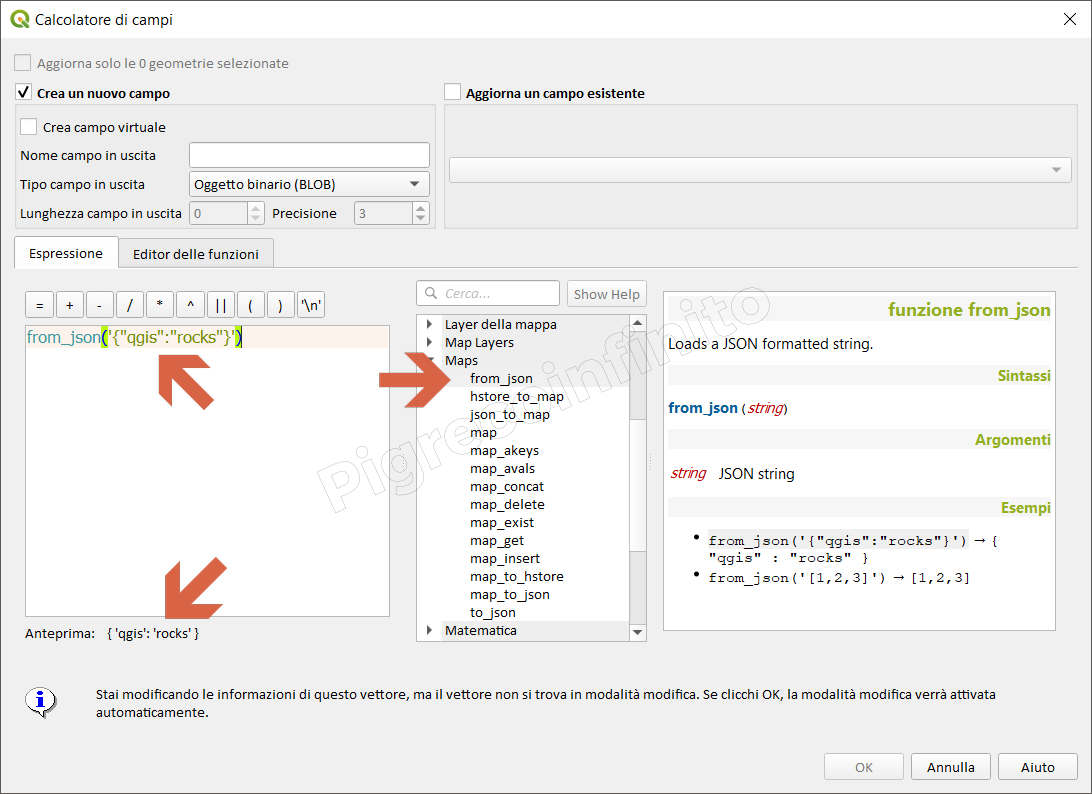 Calcolatore di campi
Aggiorna solo le 0 geometrie selezionate
Crea un nuovo campo
Aggiorna un campo esistente
Crea campo virtuale
Nome campo in uscita
Tipo campo in uscita Oggetto binario (BLOB)
Lunghezza campo in uscita 0 Precisione 3
Espressione Editor delle funzioni
= + - / * ^ || ( ) '\n'
from_json('{"qgis":"rocks"}')
Anteprima: { 'qgis': 'rocks' }
Cerca... Show Help
Layer della mappa
Map Layers
Maps
from_json
hstore_to_map
json_to_map
map
map_akeys
map_avals
map_concat
map_delete
map_exist
map_get
map_insert
map_to_hstore
map_to_json
to_json
Matematica
funzione from_json
Loads a JSON formatted string.
Sintassi
from_json (string)
Argomenti
string JSON string
Esempi
• from_json('{"qgis":"rocks"}') → {
"qgis" : "rocks" }
• from_json('[1,2,3]') → [1,2,3]
Pigrecoinfinito
Stai modificando le informazioni di questo vettore, ma il vettore non si trova in modalità modifica. Se clicchi OK, la modalità modifica verrà attivata
automaticamente.
OK Annulla Aiuto